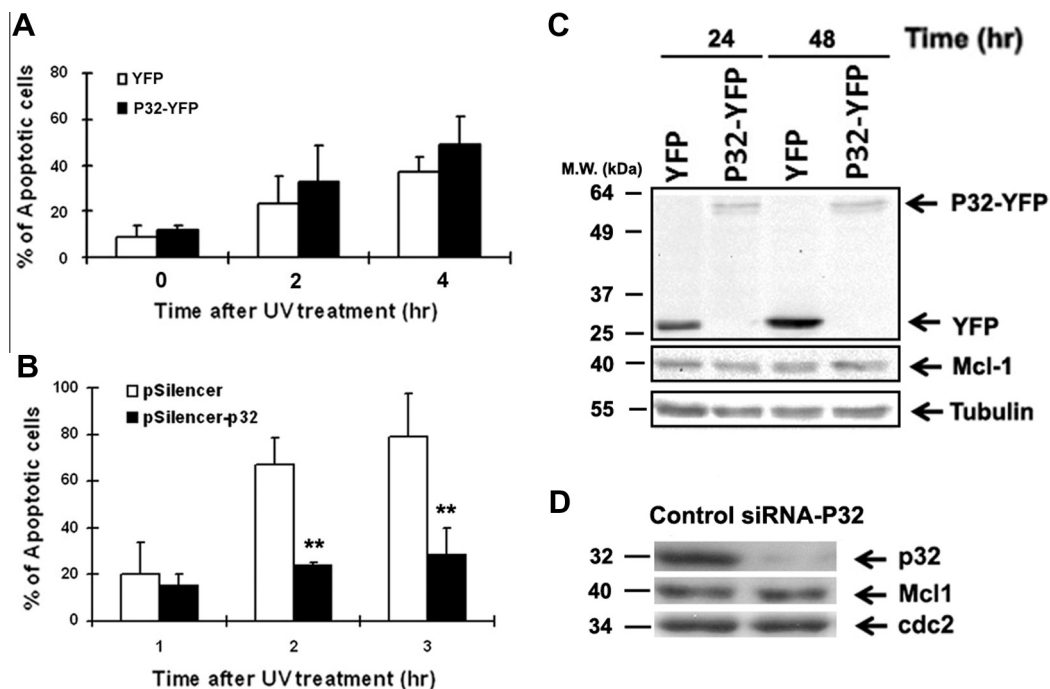 A
% of Apoptotic cells
80
60
40
20
0
YFP
P32-YFP
0 2 4
Time after UV treatment (hr)
B
% of Apoptotic cells
100
80
60
40
20
0
pSilencer
pSilencer-p32
**
**
1 2 3
Time after UV treatment (hr)
C
24 48 Time (hr)
YFP P32-YFP YFP P32-YFP
M.W. (kDa)
64
P32-YFP
49
37
25
YFP
40 Mcl-1
55 Tubulin
D
Control siRNA-P32
32 p32
40 Mcl1
34 cdc2